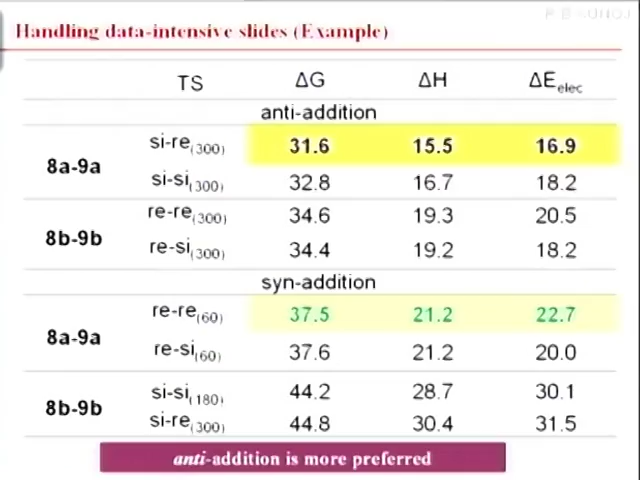 Handling data-intensive slides (Example)
TS ΔG ΔH ΔEelec
anti-addition
8a-9a
si-re(300) 31.6 15.5 16.9
si-si(300) 32.8 16.7 18.2
8b-9b
re-re(300) 34.6 19.3 20.5
re-si(300) 34.4 19.2 18.2
syn-addition
8a-9a
re-re(60) 37.5 21.2 22.7
re-si(60) 37.6 21.2 20.0
8b-9b
si-si(180) 44.2 28.7 30.1
si-re(300) 44.8 30.4 31.5
anti-addition is more preferred